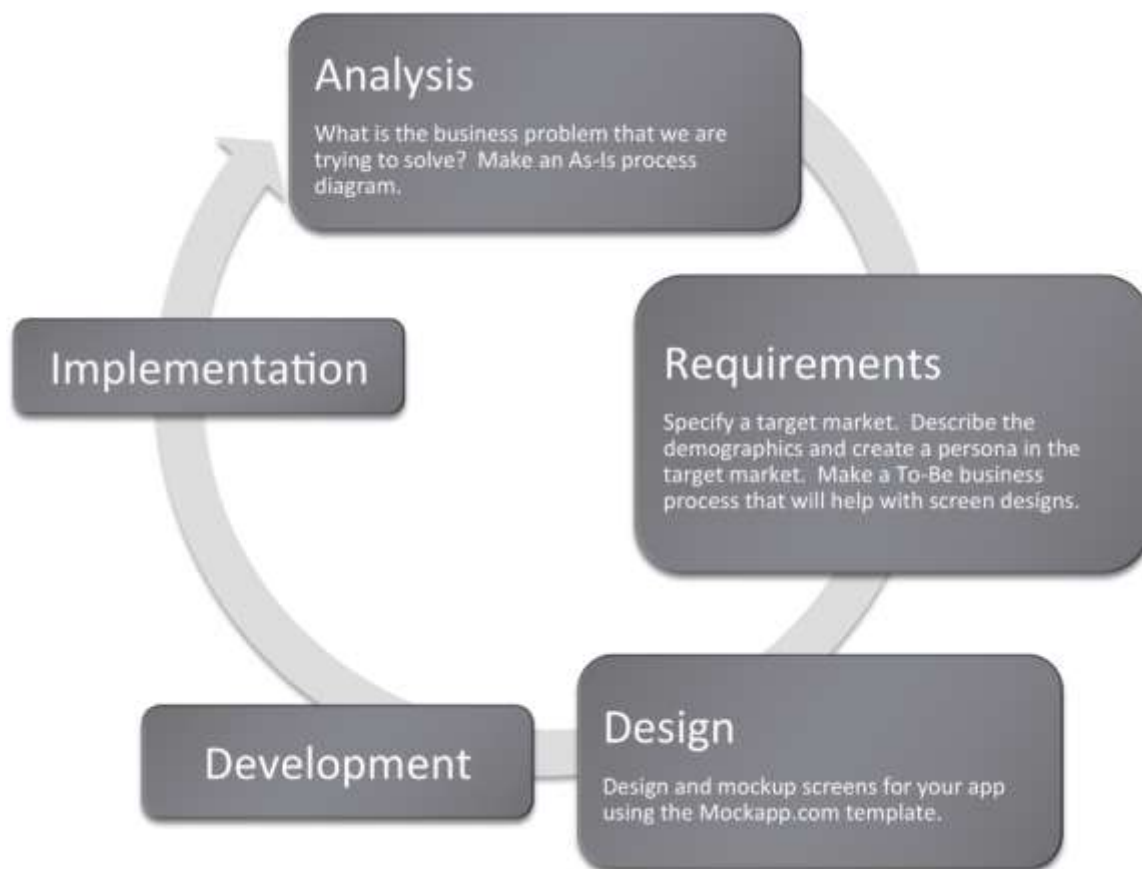 Analysis
What is the business problem that we are
trying to solve?  Make an As-Is process
diagram.
Requirements
Specify a target market.  Describe the
demographics and create a persona in the
target market.  Make a To-Be business
process that will help with screen designs.
Design
Design and mockup screens for your app
using the Mockapp.com template.
Development
Implementation